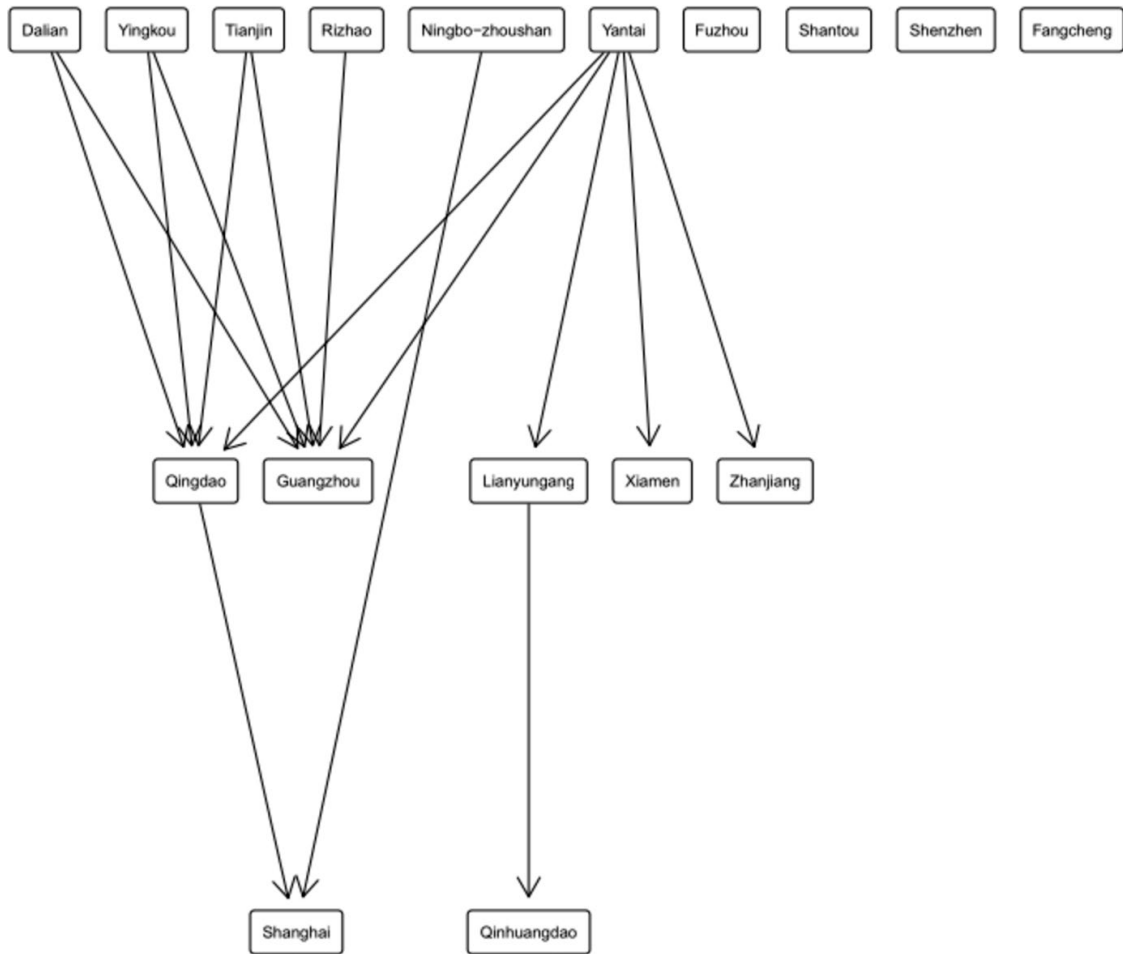 Dalian
Yingkou
Tianjin
Rizhao
Ningbo−zhoushan
Yantai
Fuzhou
Shantou
Shenzhen
Fangcheng
Qingdao
Guangzhou
Lianyungang
Xiamen
Zhanjiang
Shanghai
Qinhuangdao